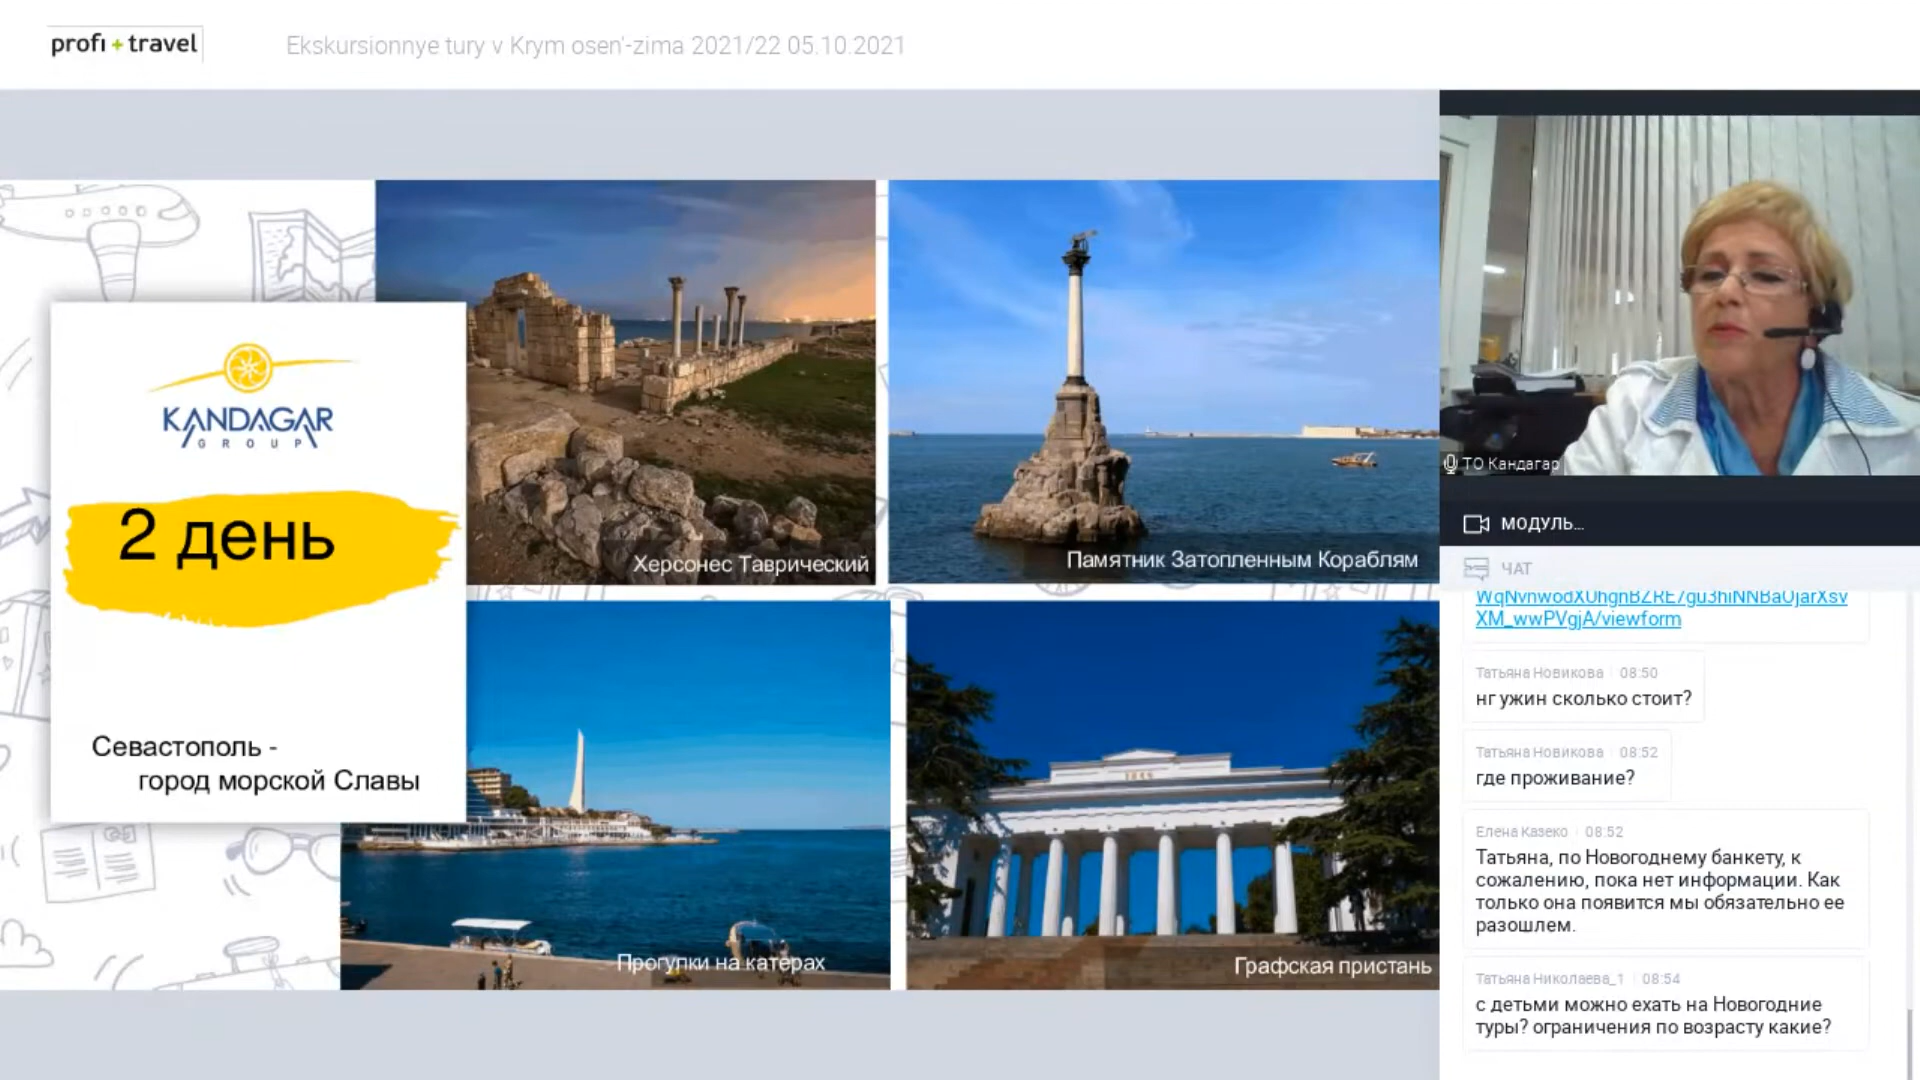 profi + travel
Ekskursionnye tury v Krym osen'-zima 2021/22 05.10.2021
KANDAGAR
GROUP
2 день
Севастополь -
город морской Славы
Херсонес Таврический
Памятник Затопленным Кораблям
Прогулки на катерах
1846
Графская пристань
ТО Кандагар
МОДУЛЬ...
ЧАТ
XM_wwPVgjA/viewform
Татьяна Новикова 08:50
нг ужин сколько стоит?
Татьяна Новикова 08:52
где проживание?
Елена Казеко 08:52
Татьяна, по Новогоднему банкету, к
сожалению, пока нет информации. Как
только она появится мы обязательно ее
разошлем.
Татьяна Николаева_1 08:54
с детьми можно ехать на Новогодние
туры? ограничения по возрасту какие?